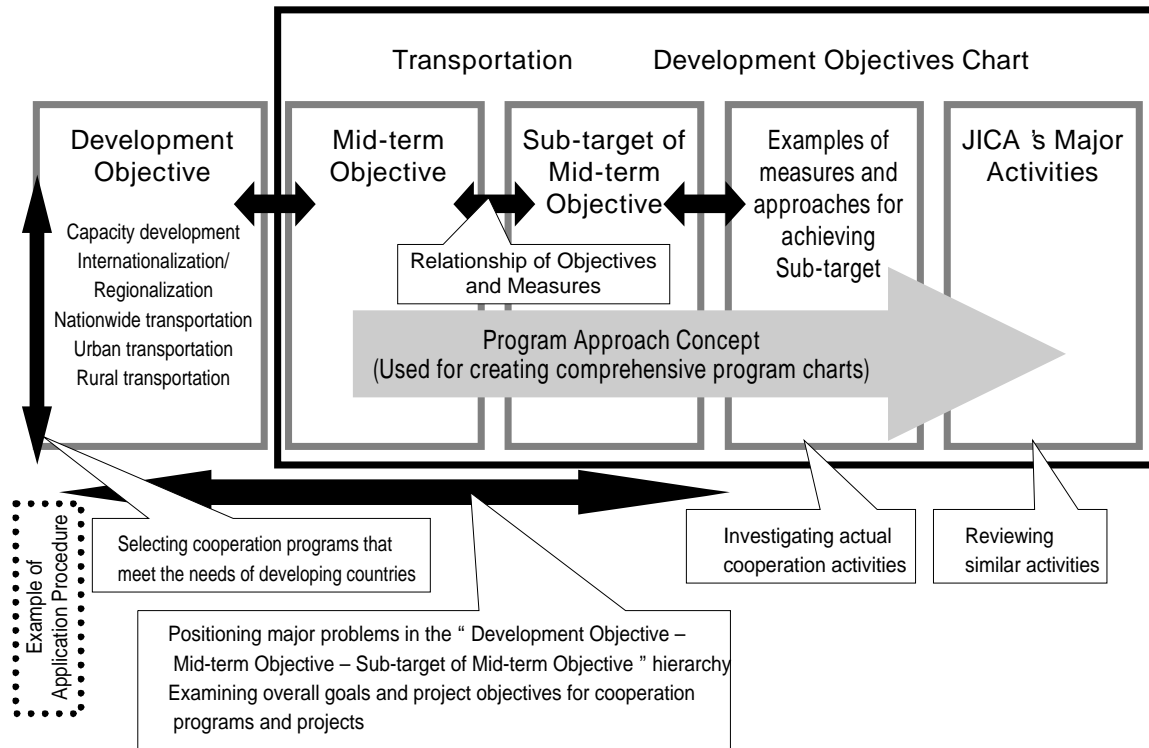 Transportation Development Objectives Chart
Development
Objective
Capacity development
Internationalization/
Regionalization
Nationwide transportation
Urban transportation
Rural transportation
Mid-term
Objective
Sub-target of
Mid-term
Objective
Examples of
measures and
approaches for
achieving
Sub-target
JICA ’s Major
Activities
Relationship of Objectives
and Measures
Program Approach Concept
(Used for creating comprehensive program charts)
Example of
Application Procedure
Selecting cooperation programs that
meet the needs of developing countries
Investigating actual
cooperation activities
Reviewing
similar activities
Positioning major problems in the “ Development Objective –
Mid-term Objective – Sub-target of Mid-term Objective ” hierarchy
Examining overall goals and project objectives for cooperation
programs and projects